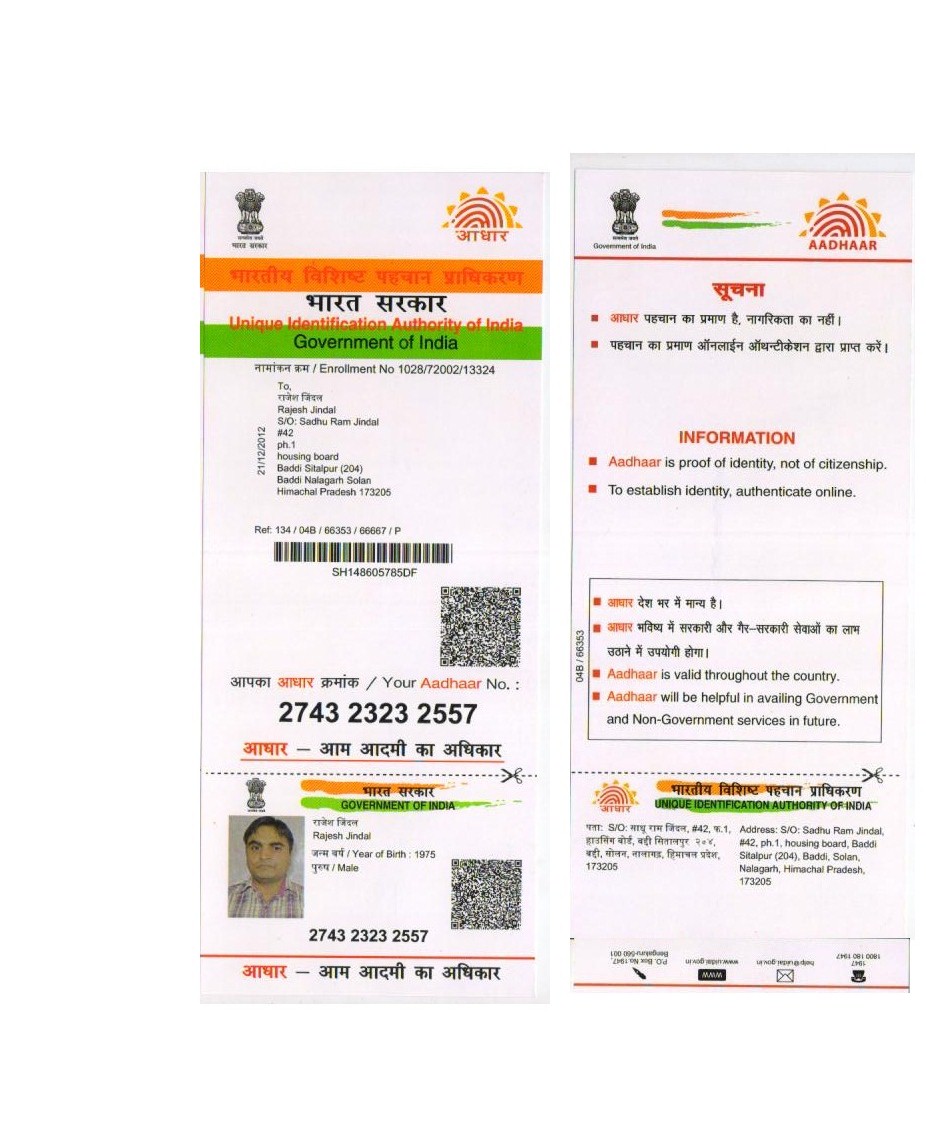 सत्यमेव जयते
भारत सरकार
आधार
भारतीय विशिष्ट पहचान प्राधिकरण
भारत सरकार
Unique Identification Authority of India
Government of India
नामांकन क्रम / Enrollment No 1028/72002/13324
21/12/2012
To,
राजेश जिंदल
Rajesh Jindal
S/O: Sadhu Ram Jindal
#42
ph.1
housing board
Baddi Sitalpur (204)
Baddi Nalagarh Solan
Himachal Pradesh 173205
Ref: 134 / 04B / 66353 / 66667 / P
SH148605785DF
आपका आधार क्रमांक / Your Aadhaar No. :
2743 2323 2557
आधार – आम आदमी का अधिकार
भारत सरकार
GOVERNMENT OF INDIA
राजेश जिंदल
Rajesh Jindal
जन्म वर्ष / Year of Birth : 1975
पुरुष / Male
2743 2323 2557
आधार – आम आदमी का अधिकार
सत्यमेव जयते
Government of India
AADHAAR
सूचना
आधार पहचान का प्रमाण है, नागरिकता का नहीं।
पहचान का प्रमाण ऑनलाईन ऑथन्टीकेशन द्वारा प्राप्त करें।
INFORMATION
Aadhaar is proof of identity, not of citizenship.
To establish identity, authenticate online.
04B / 66353
आधार देश भर में मान्य है।
आधार भविष्य में सरकारी और गैर–सरकारी सेवाओं का लाभ
उठाने में उपयोगी होगा।
Aadhaar is valid throughout the country.
Aadhaar will be helpful in availing Government
and Non-Government services in future.
आधार
भारतीय विशिष्ट पहचान प्राधिकरण
UNIQUE IDENTIFICATION AUTHORITY OF INDIA
पता: S/O: साधू राम जिंदल, #42, फ.1,
हाउसिंग बोर्ड, बद्दी सितालपुर २०४,
बद्दी, सोलन, नालागढ़, हिमाचल प्रदेश,
173205
Address: S/O: Sadhu Ram Jindal,
#42, ph.1, housing board, Baddi
Sitalpur (204), Baddi, Solan,
Nalagarh, Himachal Pradesh,
173205
1947
1800 180 1947
help@uidai.gov.in
WWW
www.uidai.gov.in
P.O. Box No.1947,
Bengaluru-560 001